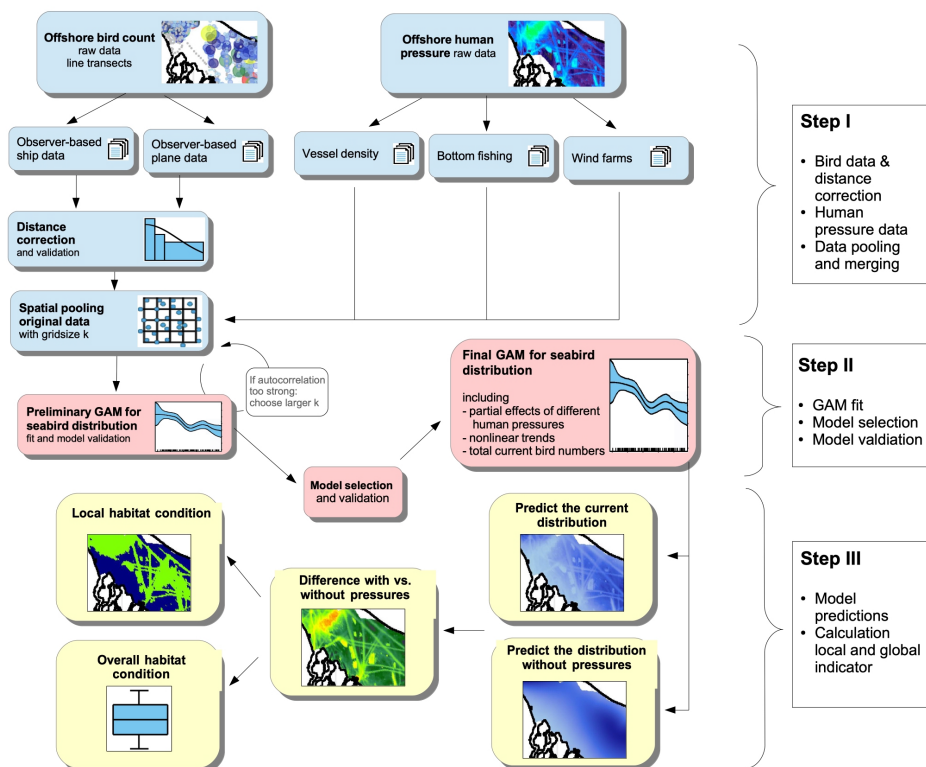 Offshore bird count
raw data
line transects
Offshore human
pressure raw data
Observer-based
ship data
Observer-based
plane data
Vessel density
Bottom fishing
Wind farms
Distance
correction
and validation
Spatial pooling
original data
with gridsize k
If autocorrelation
too strong:
choose larger k
Preliminary GAM for
seabird distribution
fit and model validation
Model selection
and validation
Final GAM for seabird
distribution
including
- partial effects of different
human pressures
- nonlinear trends
- total current bird numbers
Local habitat condition
Overall habitat
condition
Difference with vs.
without pressures
Predict the current
distribution
Predict the distribution
without pressures
Step I
• Bird data &
distance
correction
• Human
pressure data
• Data pooling
and merging
Step II
• GAM fit
• Model selection
• Model valdiation
Step III
• Model
predictions
• Calculation
local and global
indicator